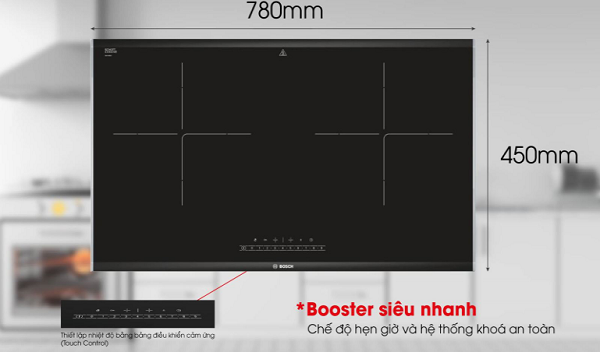 780mm
450mm
BOSCH
*Booster siêu nhanh
Chế độ hẹn giờ và hệ thống khoá an toàn
Thiết lập nhiệt độ bằng bảng điều khiển cảm ứng
(Touch Control)